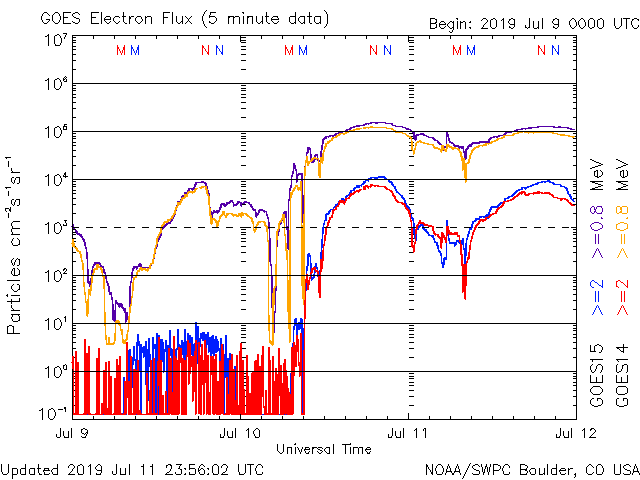 GOES Electron Flux (5 minute data)
Begin: 2019 Jul 9 0000 UTC
10⁷
M M N N M M N N M M N N
10⁶
10⁵
10⁴
10³
10²
10¹
10⁰
10⁻¹
Particles cm⁻²s⁻¹sr⁻¹
GOES15 >=2 >=0.8 MeV
GOES14 >=2 >=0.8 MeV
Jul 9 Jul 10 Jul 11 Jul 12
Universal Time
Updated 2019 Jul 11 23:56:02 UTC
NOAA/SWPC Boulder, CO USA